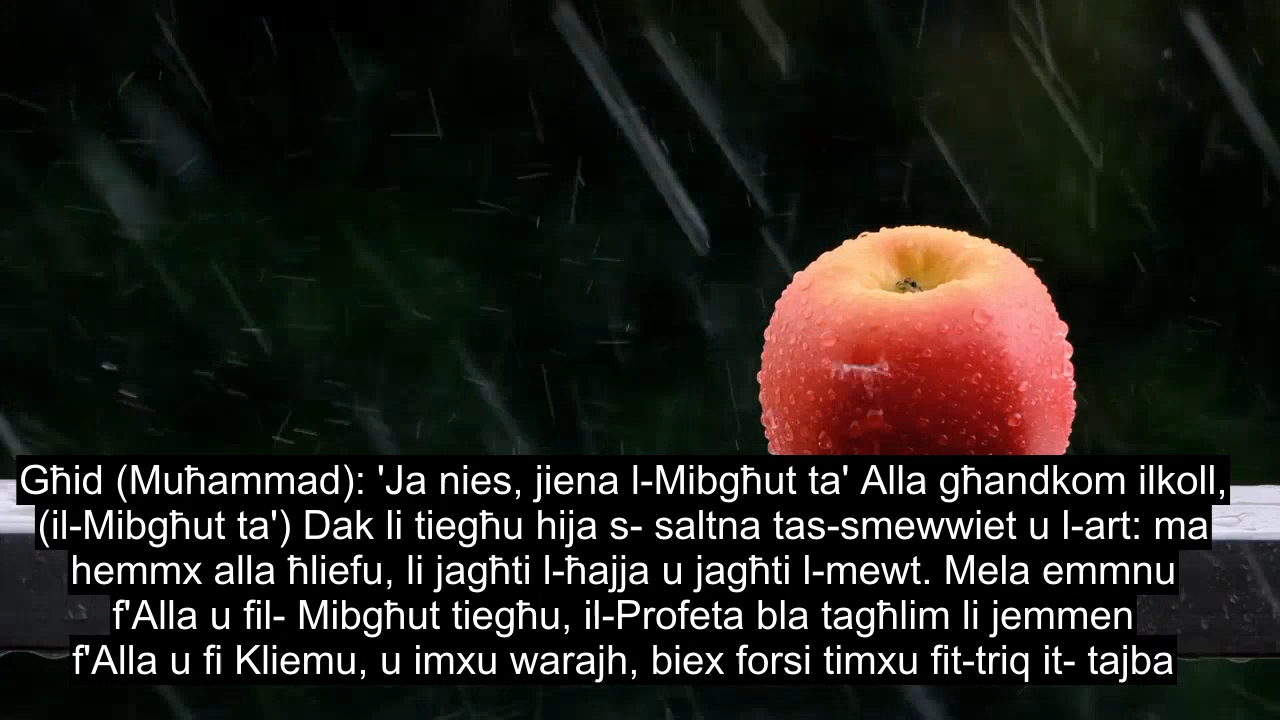 Għid (Muħammad): 'Ja nies, jiena l-Mibgħut ta' Alla għandkom ilkoll,
(il-Mibgħut ta') Dak li tiegħu hija s- saltna tas-smewwiet u l-art: ma
hemmx alla ħliefu, li jagħti l-ħajja u jagħti l-mewt. Mela emmnu
f'Alla u fil- Mibgħut tiegħu, il-Profeta bla tagħlim li jemmen
f'Alla u fi Kliemu, u imxu warajh, biex forsi timxu fit-triq it- tajba